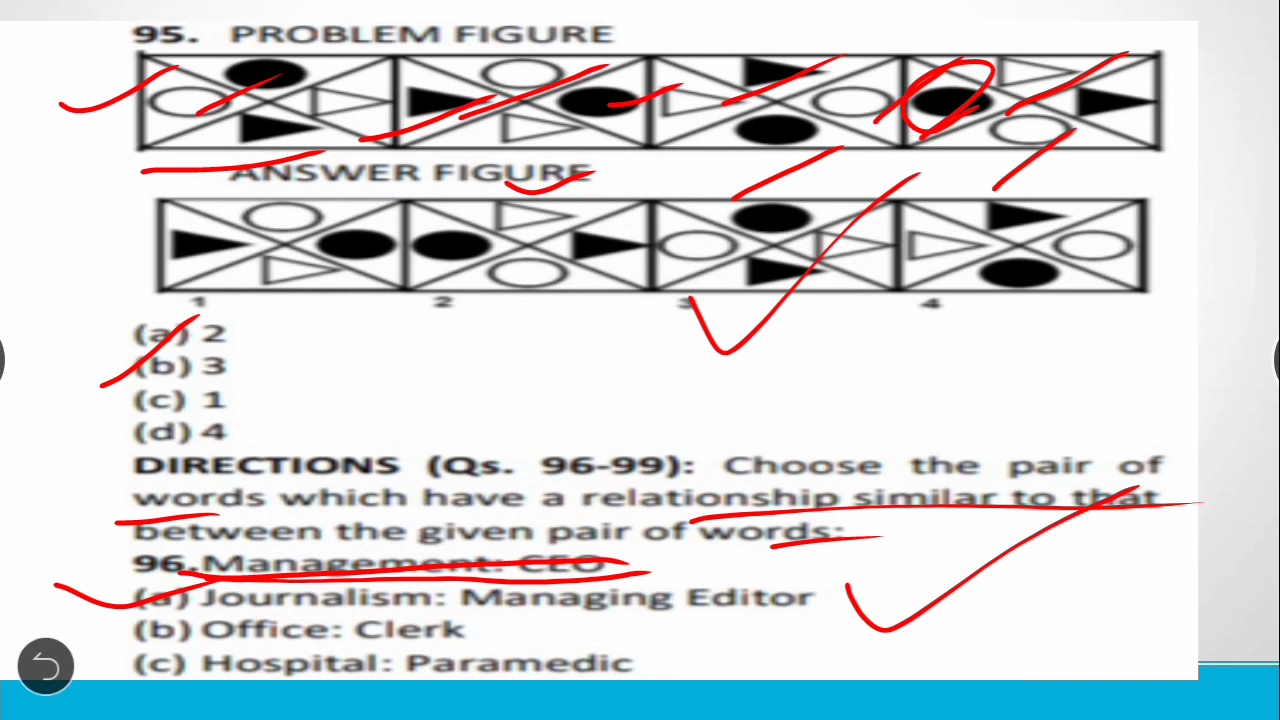 95. PROBLEM FIGURE
ANSWER FIGURE
1 2 3 4
(a) 2
(b) 3
(c) 1
(d) 4
DIRECTIONS (Qs. 96-99): Choose the pair of
words which have a relationship similar to that
between the given pair of words:
96. Management: CEO
(a) Journalism: Managing Editor
(b) Office: Clerk
(c) Hospital: Paramedic